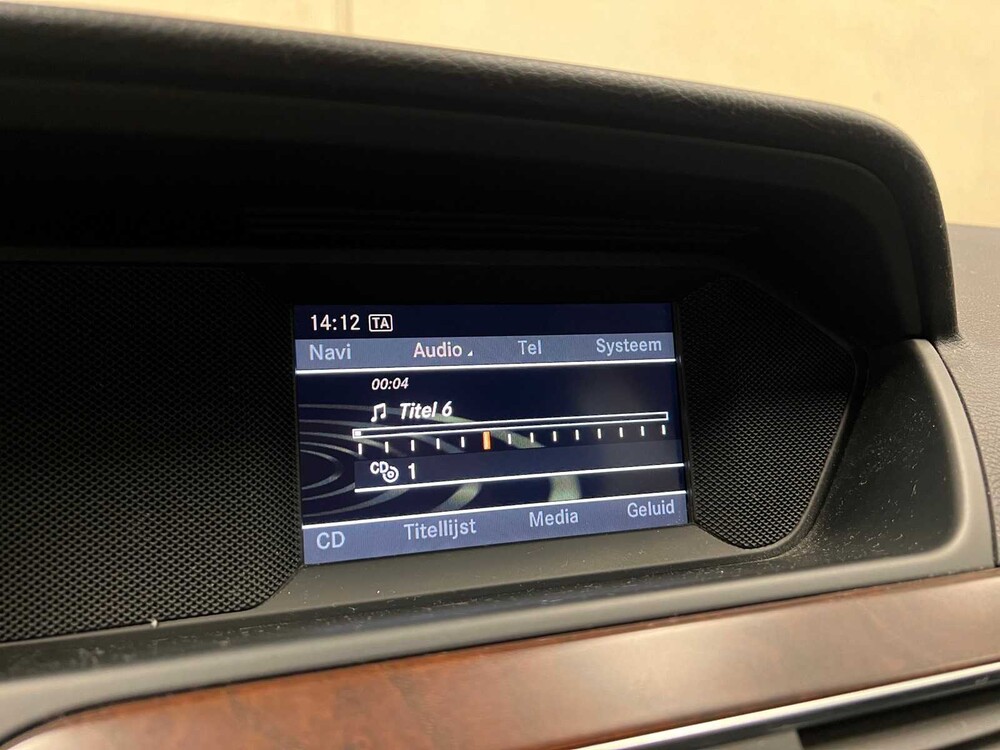 14:12 TA
Navi Audio Tel Systeem
00:04
Titel 6
CD 1
CD Titellijst Media Geluid